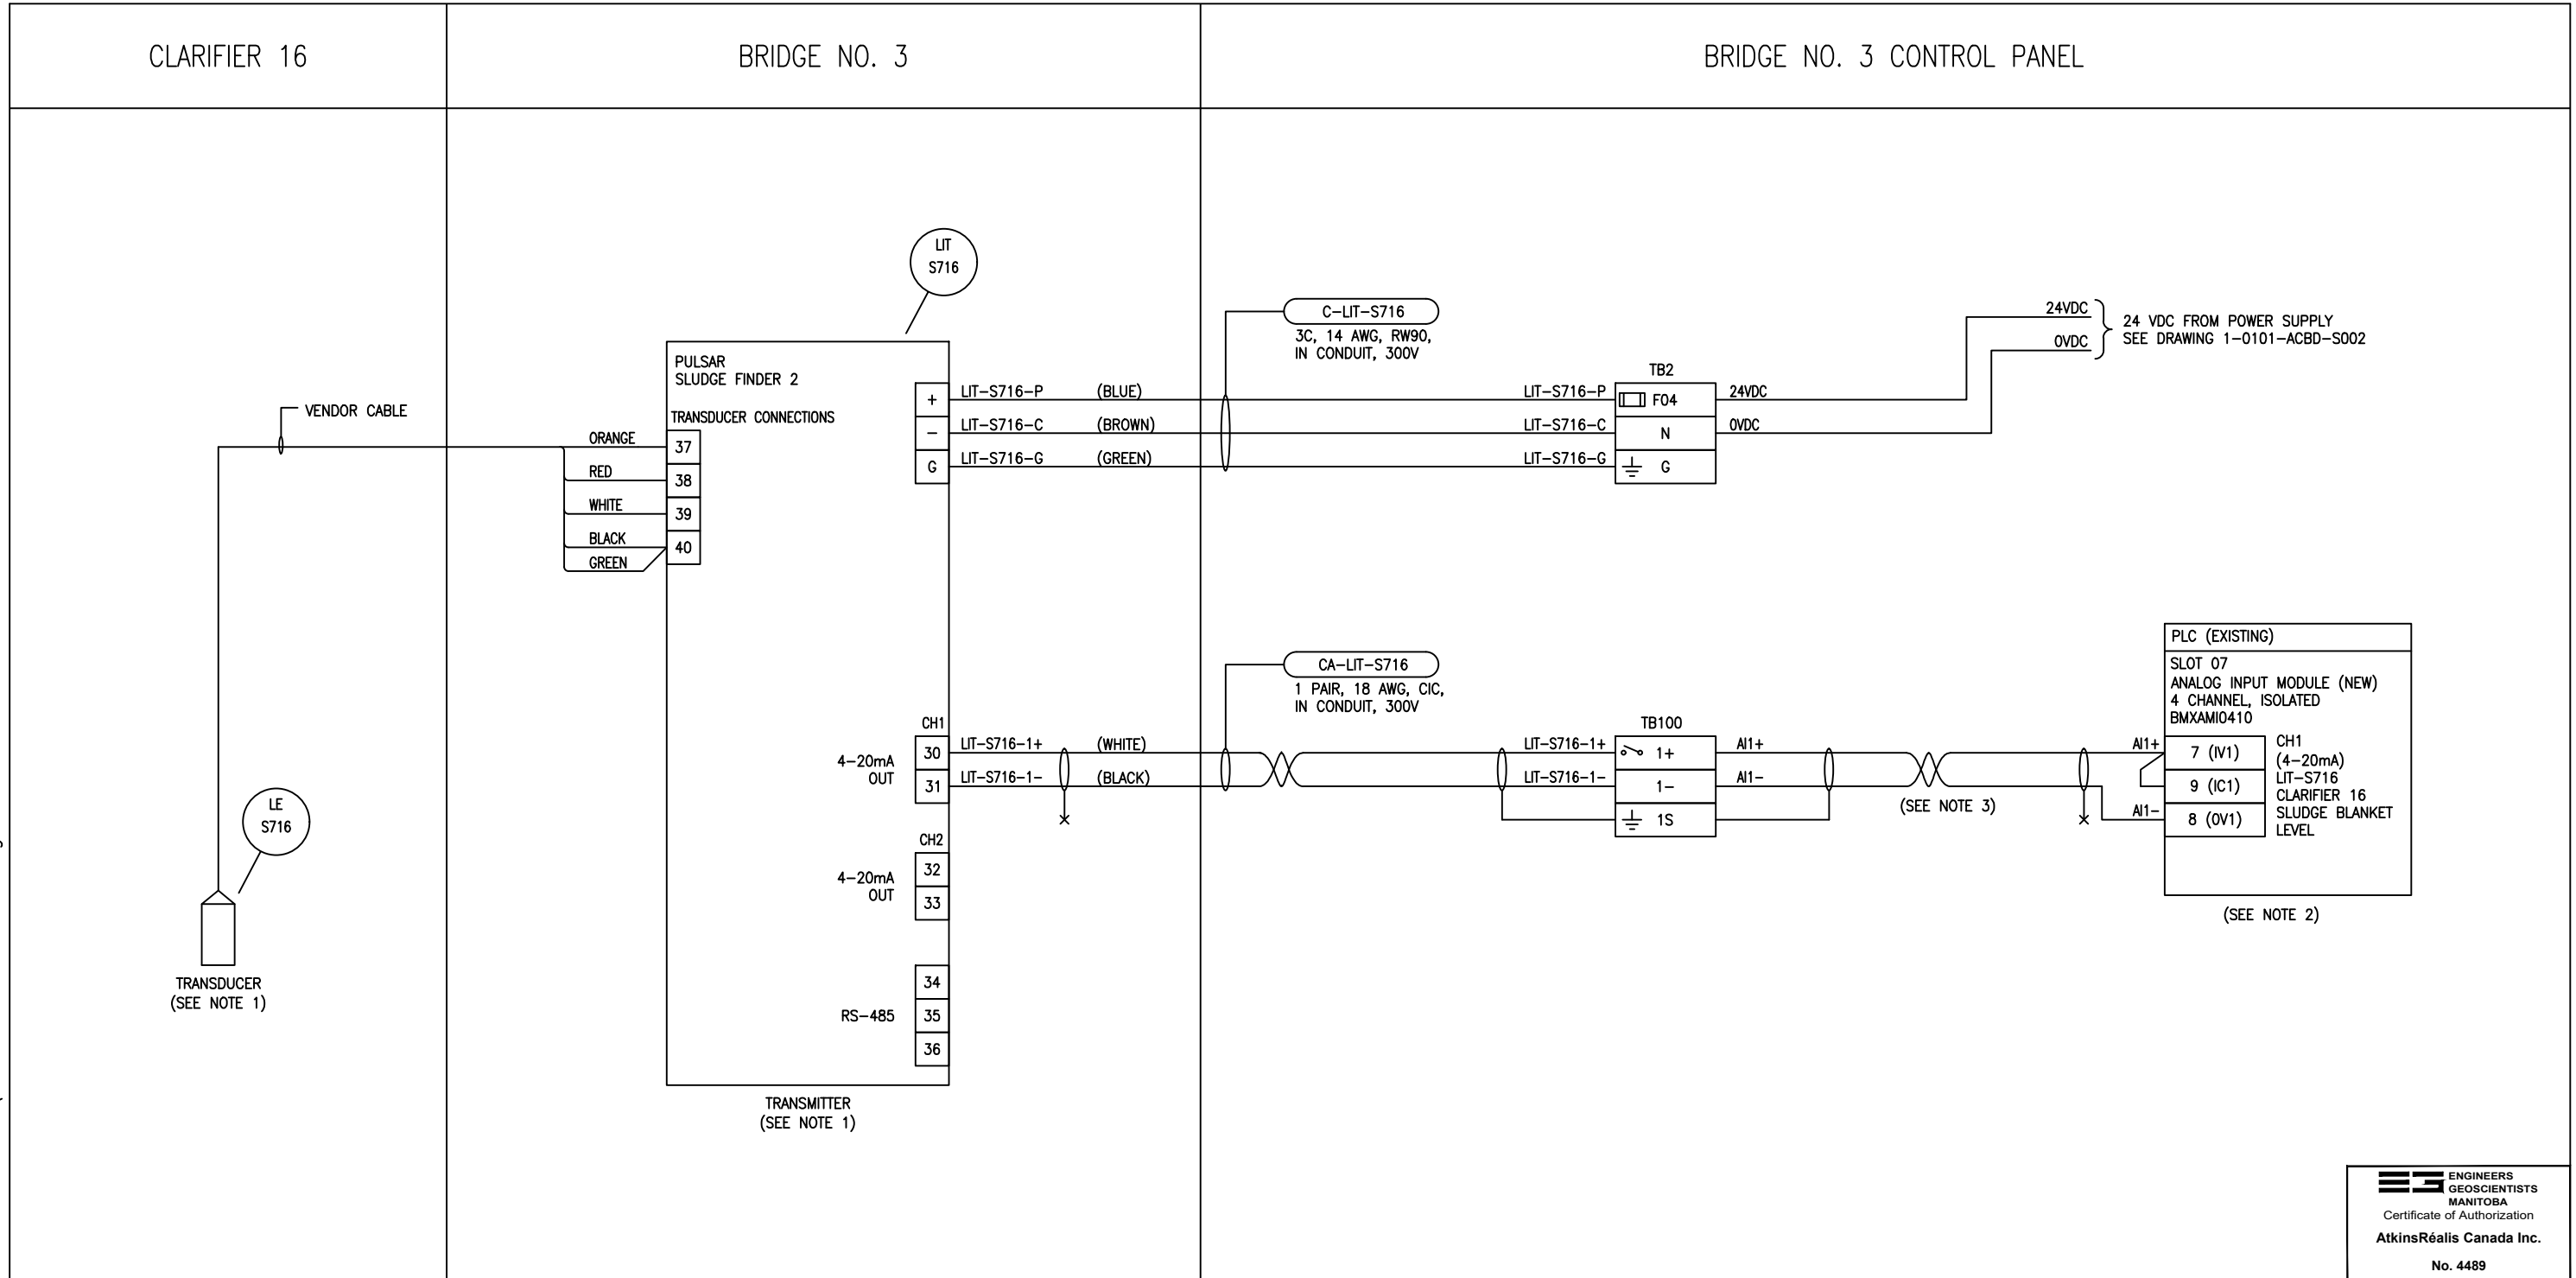 CLARIFIER 16
BRIDGE NO. 3
BRIDGE NO. 3 CONTROL PANEL
LIT
S716
PULSAR
SLUDGE FINDER 2
TRANSDUCER CONNECTIONS
VENDOR CABLE
ORANGE
RED
WHITE
BLACK
GREEN
37
38
39
40
+
−
G
LIT-S716-P
(BLUE)
LIT-S716-C
(BROWN)
LIT-S716-G
(GREEN)
C-LIT-S716
3C, 14 AWG, RW90,
IN CONDUIT, 300V
LIT-S716-P
LIT-S716-C
LIT-S716-G
TB2
F04
N
G
24VDC
0VDC
24VDC
0VDC
24 VDC FROM POWER SUPPLY
SEE DRAWING 1-0101-ACBD-S002
LE
S716
TRANSDUCER
(SEE NOTE 1)
CH1
4-20mA
OUT
30
31
CH2
4-20mA
OUT
32
33
RS-485
34
35
36
TRANSMITTER
(SEE NOTE 1)
LIT-S716-1+
(WHITE)
LIT-S716-1-
(BLACK)
CA-LIT-S716
1 PAIR, 18 AWG, CIC,
IN CONDUIT, 300V
LIT-S716-1+
LIT-S716-1-
TB100
1+
1-
1S
AI1+
AI1-
(SEE NOTE 3)
AI1+
AI1-
PLC (EXISTING)
SLOT 07
ANALOG INPUT MODULE (NEW)
4 CHANNEL, ISOLATED
BMXAMI0410
7 (IV1)
9 (IC1)
8 (0V1)
CH1
(4-20mA)
LIT-S716
CLARIFIER 16
SLUDGE BLANKET
LEVEL
(SEE NOTE 2)
ENGINEERS
GEOSCIENTISTS
MANITOBA
Certificate of Authorization
AtkinsRéalis Canada Inc.
No. 4489